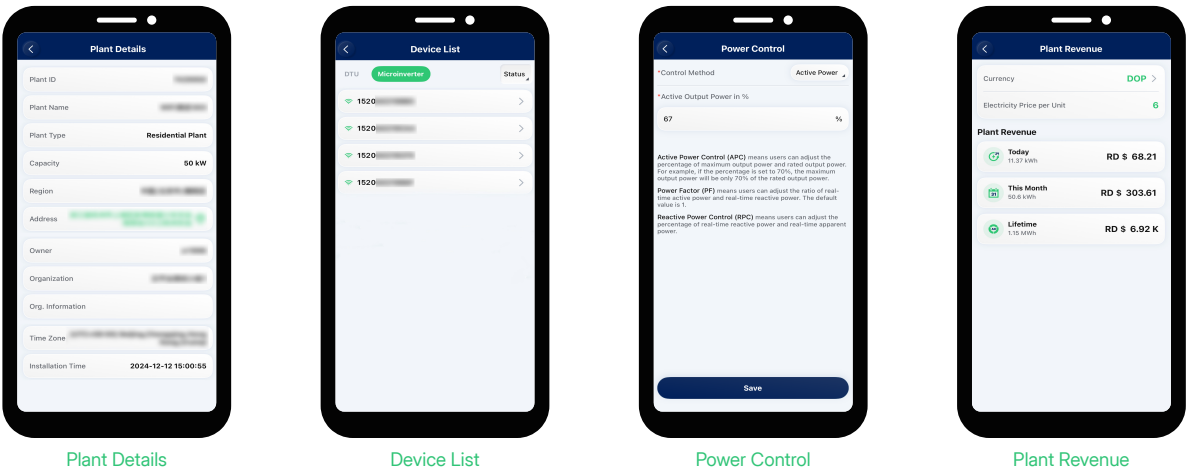 Plant Details
Plant ID
Plant Name
Plant Type Residential Plant
Capacity 50 kW
Region
Address
Owner
Organization
Org. Information
Time Zone
Installation Time 2024-12-12 15:00:55
Plant Details
Device List
DTU Microinverter Status
1520
1520
1520
1520
Device List
Power Control
*Control Method Active Power
*Active Output Power in %
67 %
Active Power Control (APC) means users can adjust the
percentage of maximum output power and rated output power.
For example, if the percentage is set to 70%, the maximum
output power will be only 70% of the rated output power.
Power Factor (PF) means users can adjust the ratio of real-
time active power and real-time reactive power. The default
value is 1.
Reactive Power Control (RPC) means users can adjust the
percentage of real-time reactive power and real-time apparent
power.
Save
Power Control
Plant Revenue
Currency DOP
Electricity Price per Unit 6
Plant Revenue
Today
11.37 kWh
RD $ 68.21
This Month
50.6 kWh
RD $ 303.61
Lifetime
1.15 MWh
RD $ 6.92 K
Plant Revenue